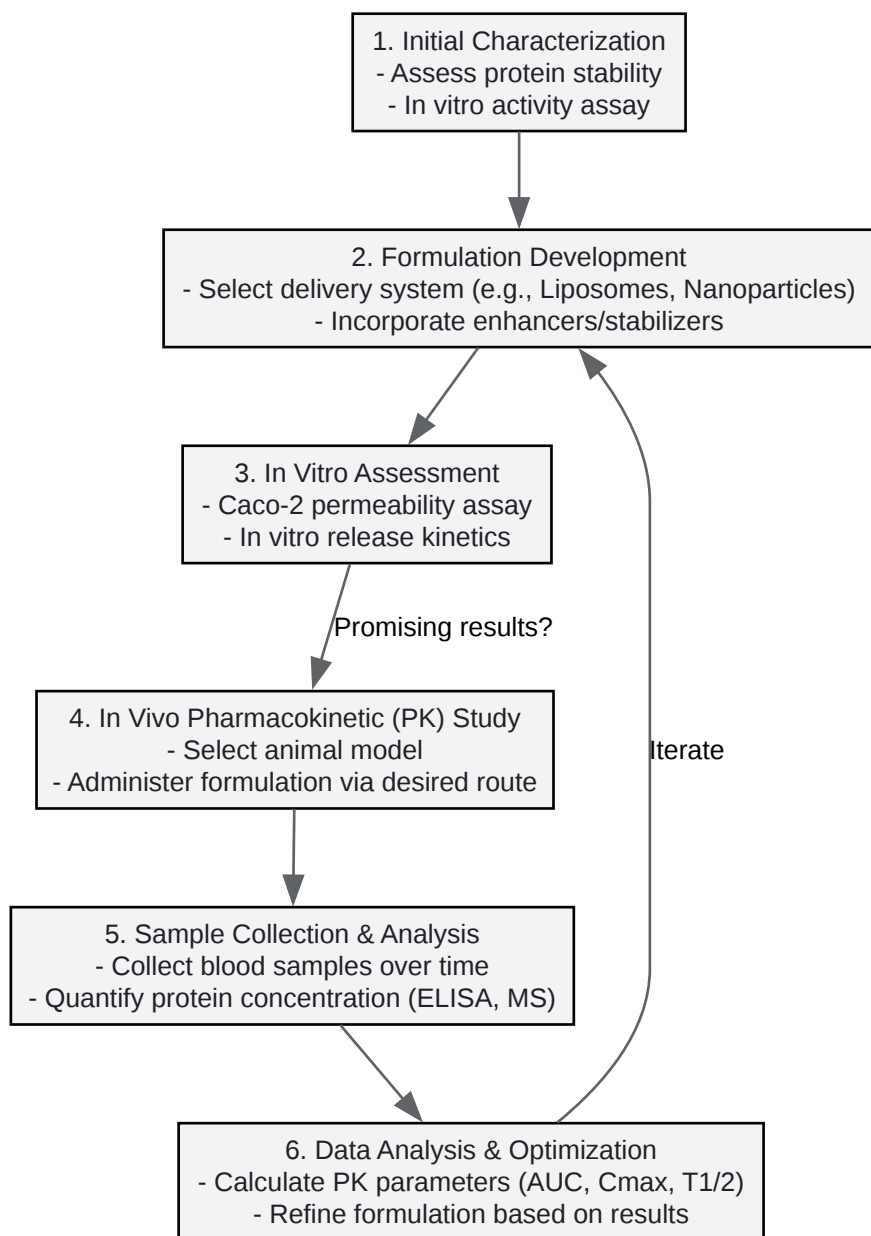 1. Initial Characterization
- Assess protein stability
- In vitro activity assay
2. Formulation Development
- Select delivery system (e.g., Liposomes, Nanoparticles)
- Incorporate enhancers/stabilizers
3. In Vitro Assessment
- Caco-2 permeability assay
- In vitro release kinetics
Promising results?
4. In Vivo Pharmacokinetic (PK) Study
- Select animal model
- Administer formulation via desired route
Iterate
5. Sample Collection & Analysis
- Collect blood samples over time
- Quantify protein concentration (ELISA, MS)
6. Data Analysis & Optimization
- Calculate PK parameters (AUC, Cmax, T1/2)
- Refine formulation based on results